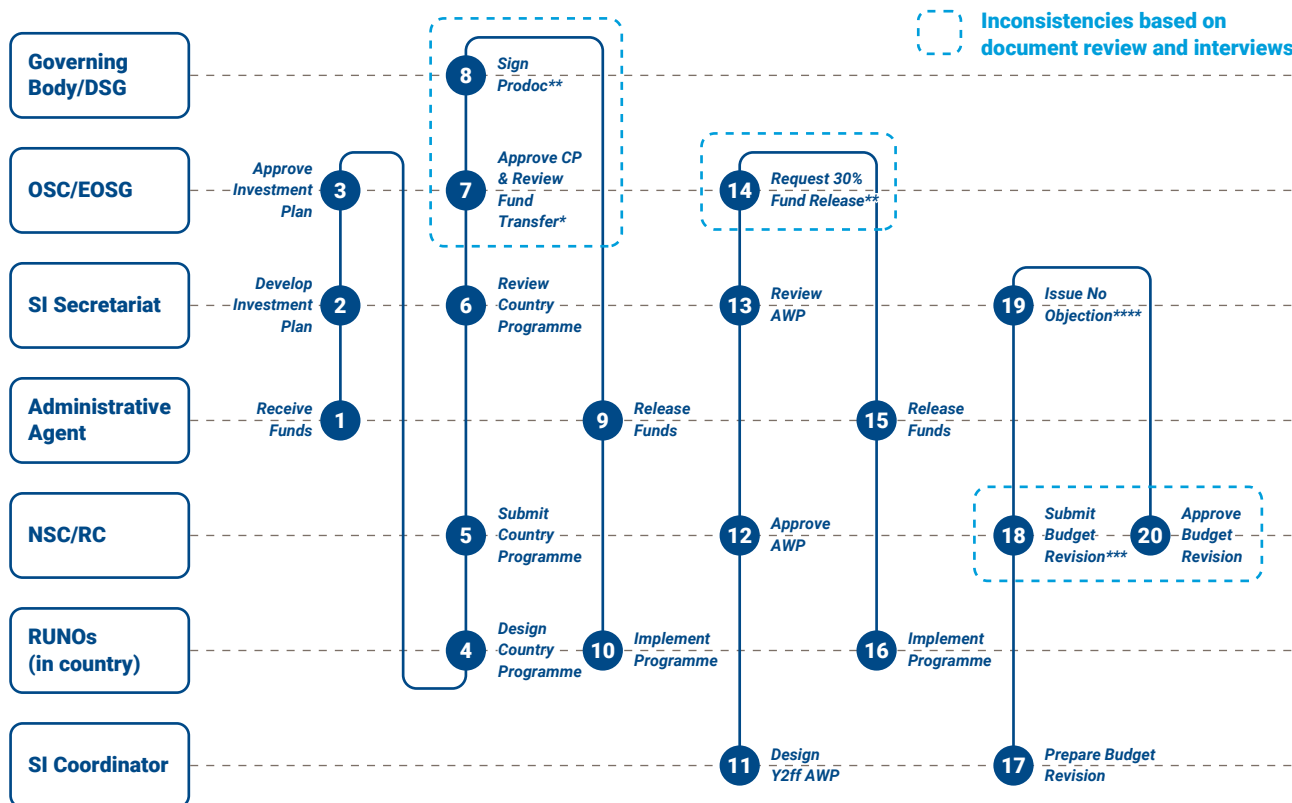 Inconsistencies based on
document review and interviews
Governing
Body/DSG
8
Sign
Prodoc**
OSC/EOSG
Approve
Investment
Plan
3
7
Approve CP
& Review
Fund
Transfer*
14
Request 30%
Fund Release**
SI Secretariat
Develop
Investment
Plan
2
6
Review
Country
Programme
13
Review
AWP
19
Issue No
Objection****
Administrative
Agent
Receive
Funds
1
9
Release
Funds
15
Release
Funds
NSC/RC
5
Submit
Country
Programme
12
Approve
AWP
18
Submit
Budget
Revision***
20
Approve
Budget
Revision
RUNOs
(in country)
4
Design
Country
Programme
10
Implement
Programme
16
Implement
Programme
SI Coordinator
11
Design
Y2ff AWP
17
Prepare Budget
Revision